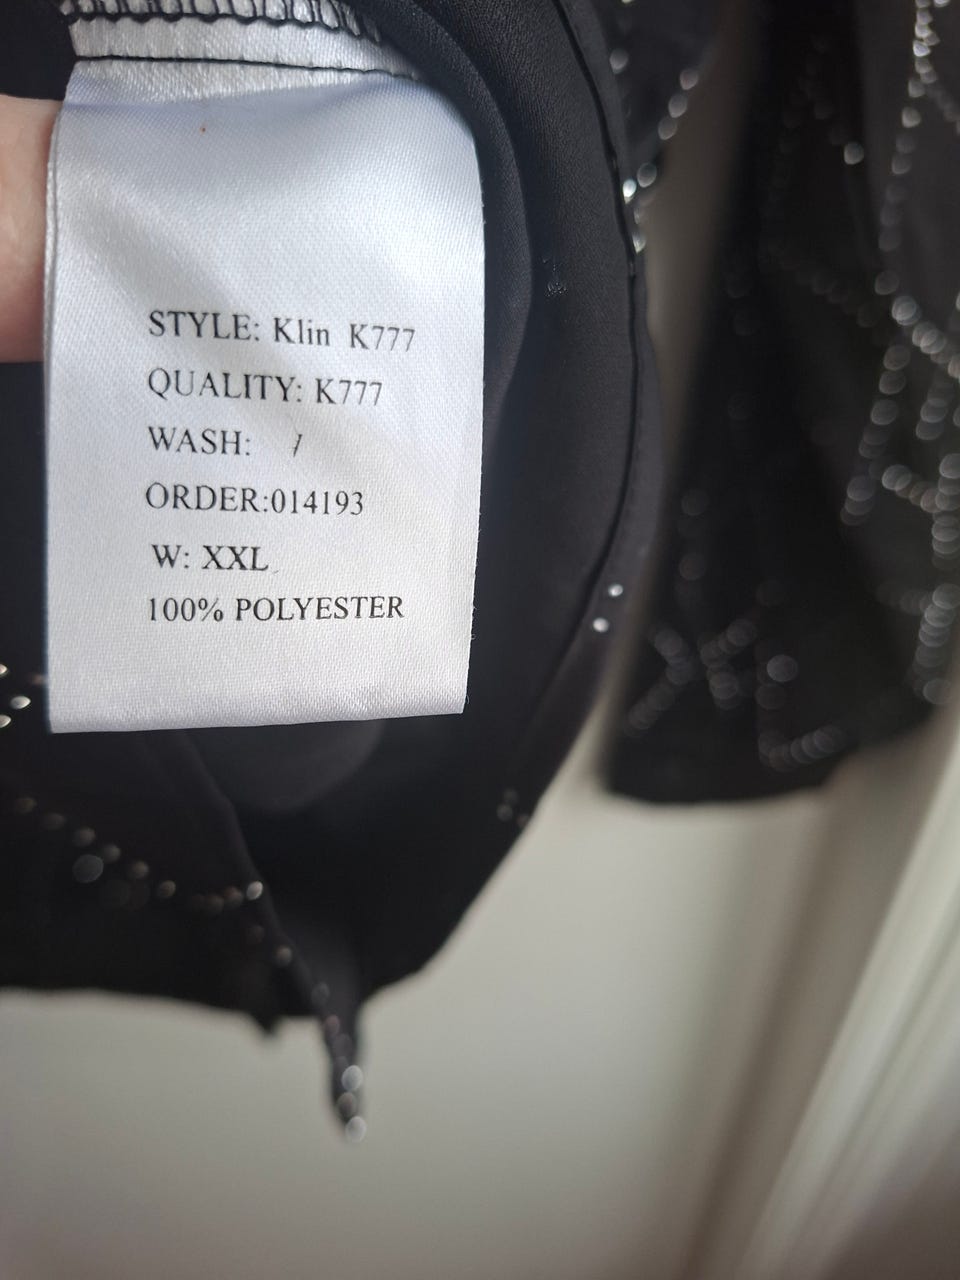 STYLE: Klin K777
QUALITY: K777
WASH: /
ORDER:014193
W: XXL
100% POLYESTER